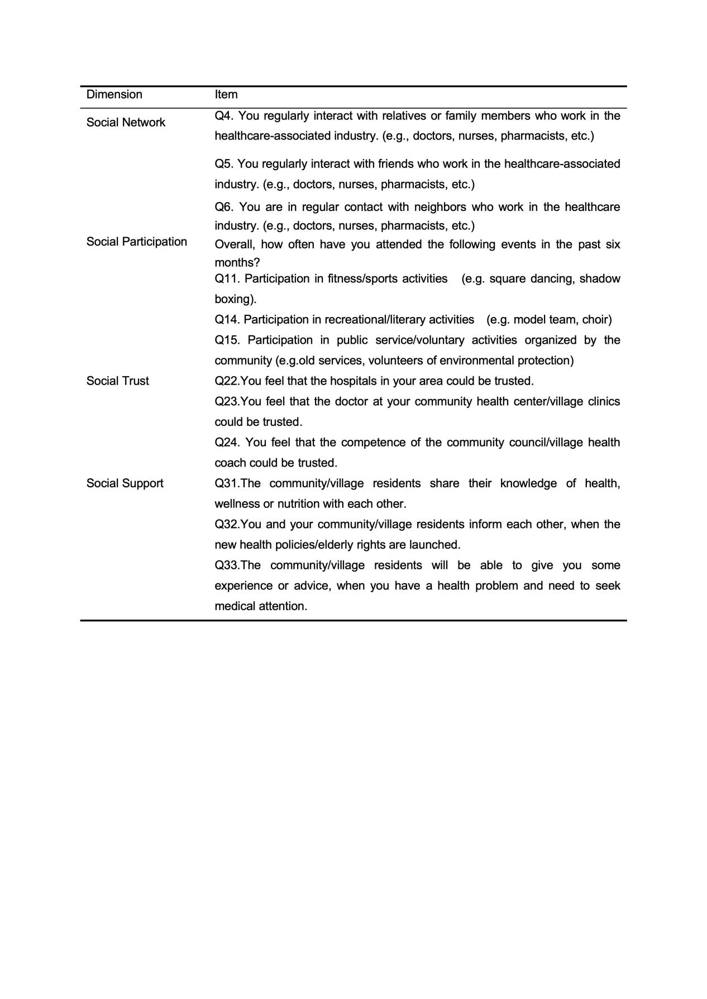 Dimension Item
Social Network
Q4. You regularly interact with relatives or family members who work in the
healthcare-associated industry. (e.g., doctors, nurses, pharmacists, etc.)
Q5. You regularly interact with friends who work in the healthcare-associated
industry. (e.g., doctors, nurses, pharmacists, etc.)
Q6. You are in regular contact with neighbors who work in the healthcare
industry. (e.g., doctors, nurses, pharmacists, etc.)
Social Participation
Overall, how often have you attended the following events in the past six
months?
Q11. Participation in fitness/sports activities (e.g. square dancing, shadow
boxing).
Q14. Participation in recreational/literary activities (e.g. model team, choir)
Q15. Participation in public service/voluntary activities organized by the
community (e.g.old services, volunteers of environmental protection)
Social Trust Q22.You feel that the hospitals in your area could be trusted.
Q23.You feel that the doctor at your community health center/village clinics
could be trusted.
Q24. You feel that the competence of the community council/village health
coach could be trusted.
Social Support Q31.The community/village residents share their knowledge of health,
wellness or nutrition with each other.
Q32.You and your community/village residents inform each other, when the
new health policies/elderly rights are launched.
Q33.The community/village residents will be able to give you some
experience or advice, when you have a health problem and need to seek
medical attention.